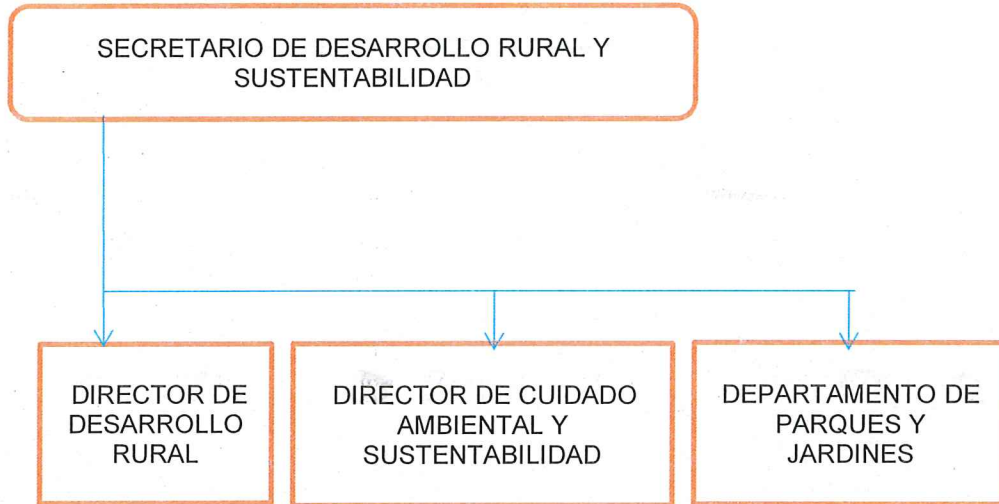 SECRETARIO DE DESARROLLO RURAL Y
SUSTENTABILIDAD
DIRECTOR DE
DESARROLLO
RURAL
DIRECTOR DE CUIDADO
AMBIENTAL Y
SUSTENTABILIDAD
DEPARTAMENTO DE
PARQUES Y
JARDINES